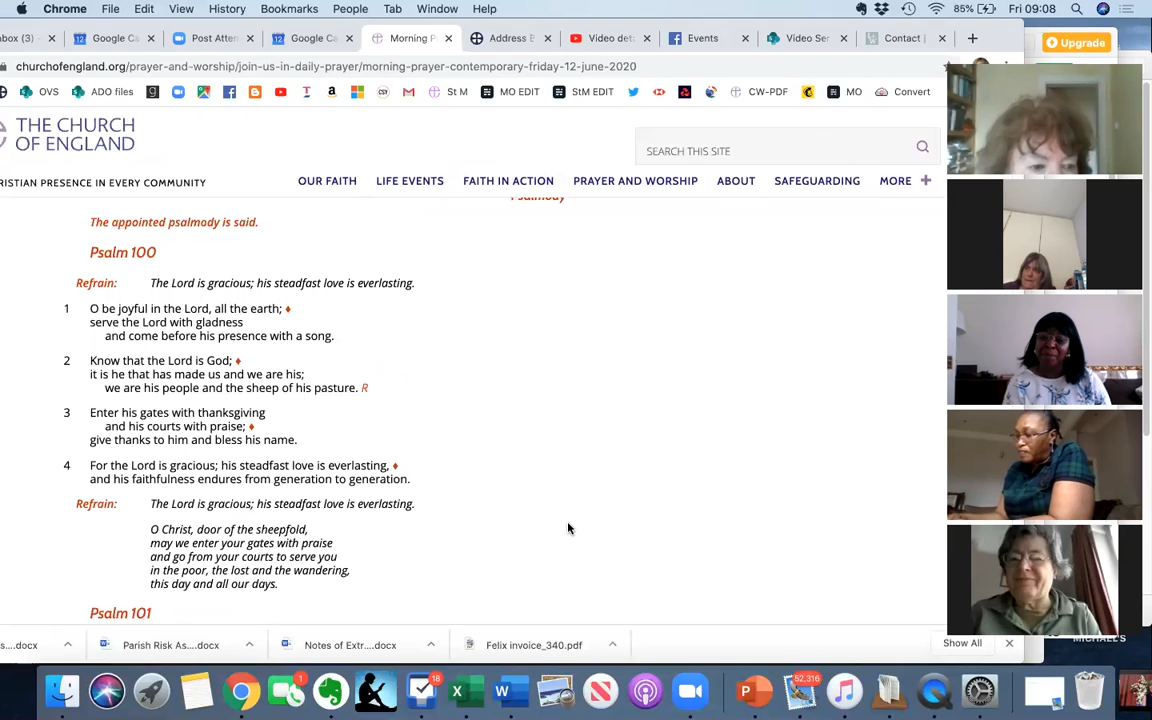 Chrome File Edit View History Bookmarks People Tab Window Help 85% Fri 09:08
nbox (3) Google Ca Post Atten Google Ca Morning P Address B Video det Events Video Ser Contact |
churchofengland.org/prayer-and-worship/join-us-in-daily-prayer/morning-prayer-contemporary-friday-12-june-2020
Upgrade
OVS ADO files St M MO EDIT StM EDIT CW-PDF MO Convert
THE CHURCH
OF ENGLAND
SEARCH THIS SITE
RISTIAN PRESENCE IN EVERY COMMUNITY OUR FAITH LIFE EVENTS FAITH IN ACTION PRAYER AND WORSHIP ABOUT SAFEGUARDING MORE +
Psalmody
The appointed psalmody is said.
Psalm 100
Refrain: The Lord is gracious; his steadfast love is everlasting.
1 O be joyful in the Lord, all the earth; ♦
serve the Lord with gladness
and come before his presence with a song.
2 Know that the Lord is God; ♦
it is he that has made us and we are his;
we are his people and the sheep of his pasture. R
3 Enter his gates with thanksgiving
and his courts with praise; ♦
give thanks to him and bless his name.
4 For the Lord is gracious; his steadfast love is everlasting, ♦
and his faithfulness endures from generation to generation.
Refrain: The Lord is gracious; his steadfast love is everlasting.
O Christ, door of the sheepfold,
may we enter your gates with praise
and go from your courts to serve you
in the poor, the lost and the wandering,
this day and all our days.
Psalm 101
s....docx Parish Risk As....docx Notes of Extr....docx Felix invoice_340.pdf Show All
MICHAEL'S
1 18 52,316